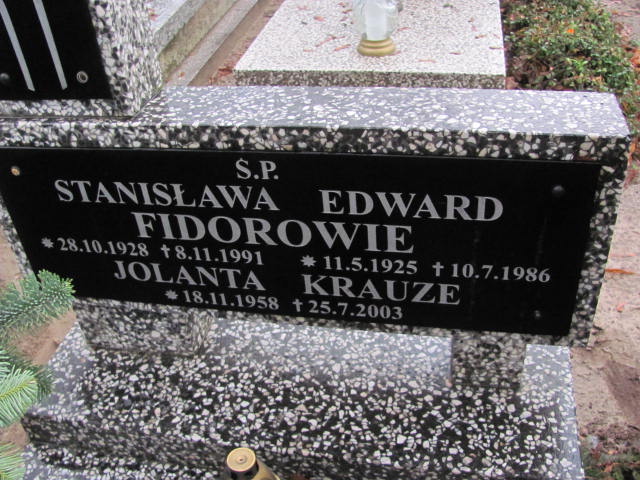 Ś.P.
STANISŁAWA EDWARD
FIDOROWIE
*28.10.1928 †8.11.1991 *11.5.1925 †10.7.1986
JOLANTA KRAUZE
*18.11.1958 †25.7.2003